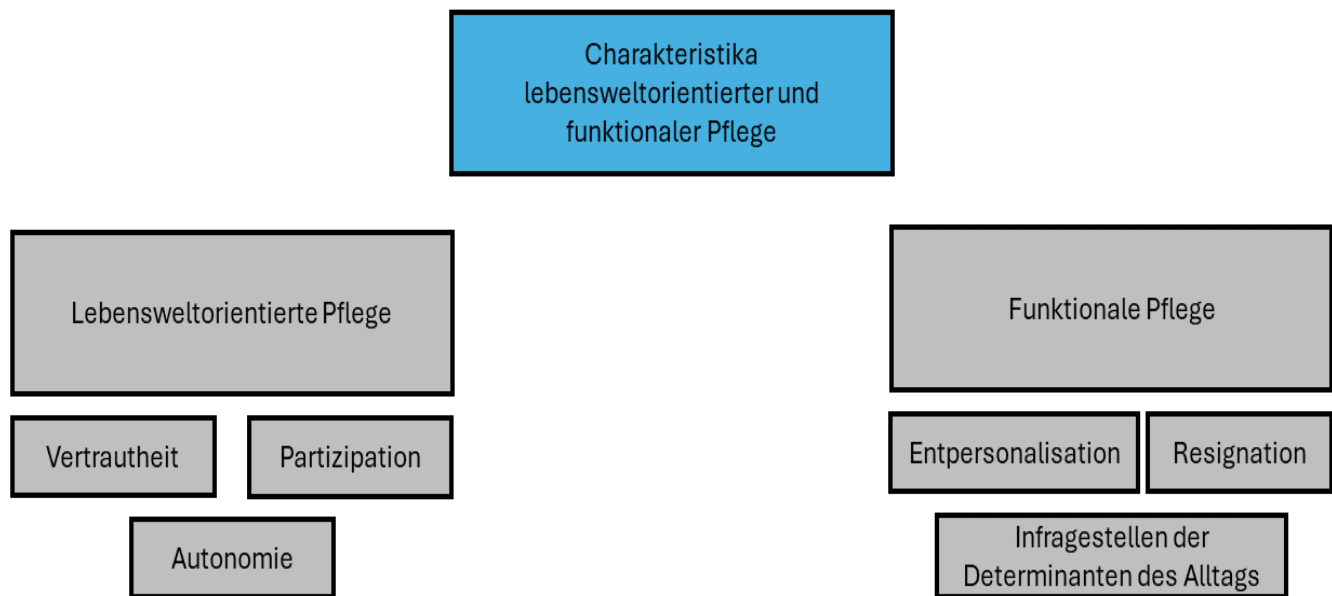 Charakteristika
lebensweltorientierter und
funktionaler Pflege
Lebensweltorientierte Pflege
Funktionale Pflege
Vertrautheit
Partizipation
Entpersonalisation
Resignation
Autonomie
Infragestellen der
Determinanten des Alltags